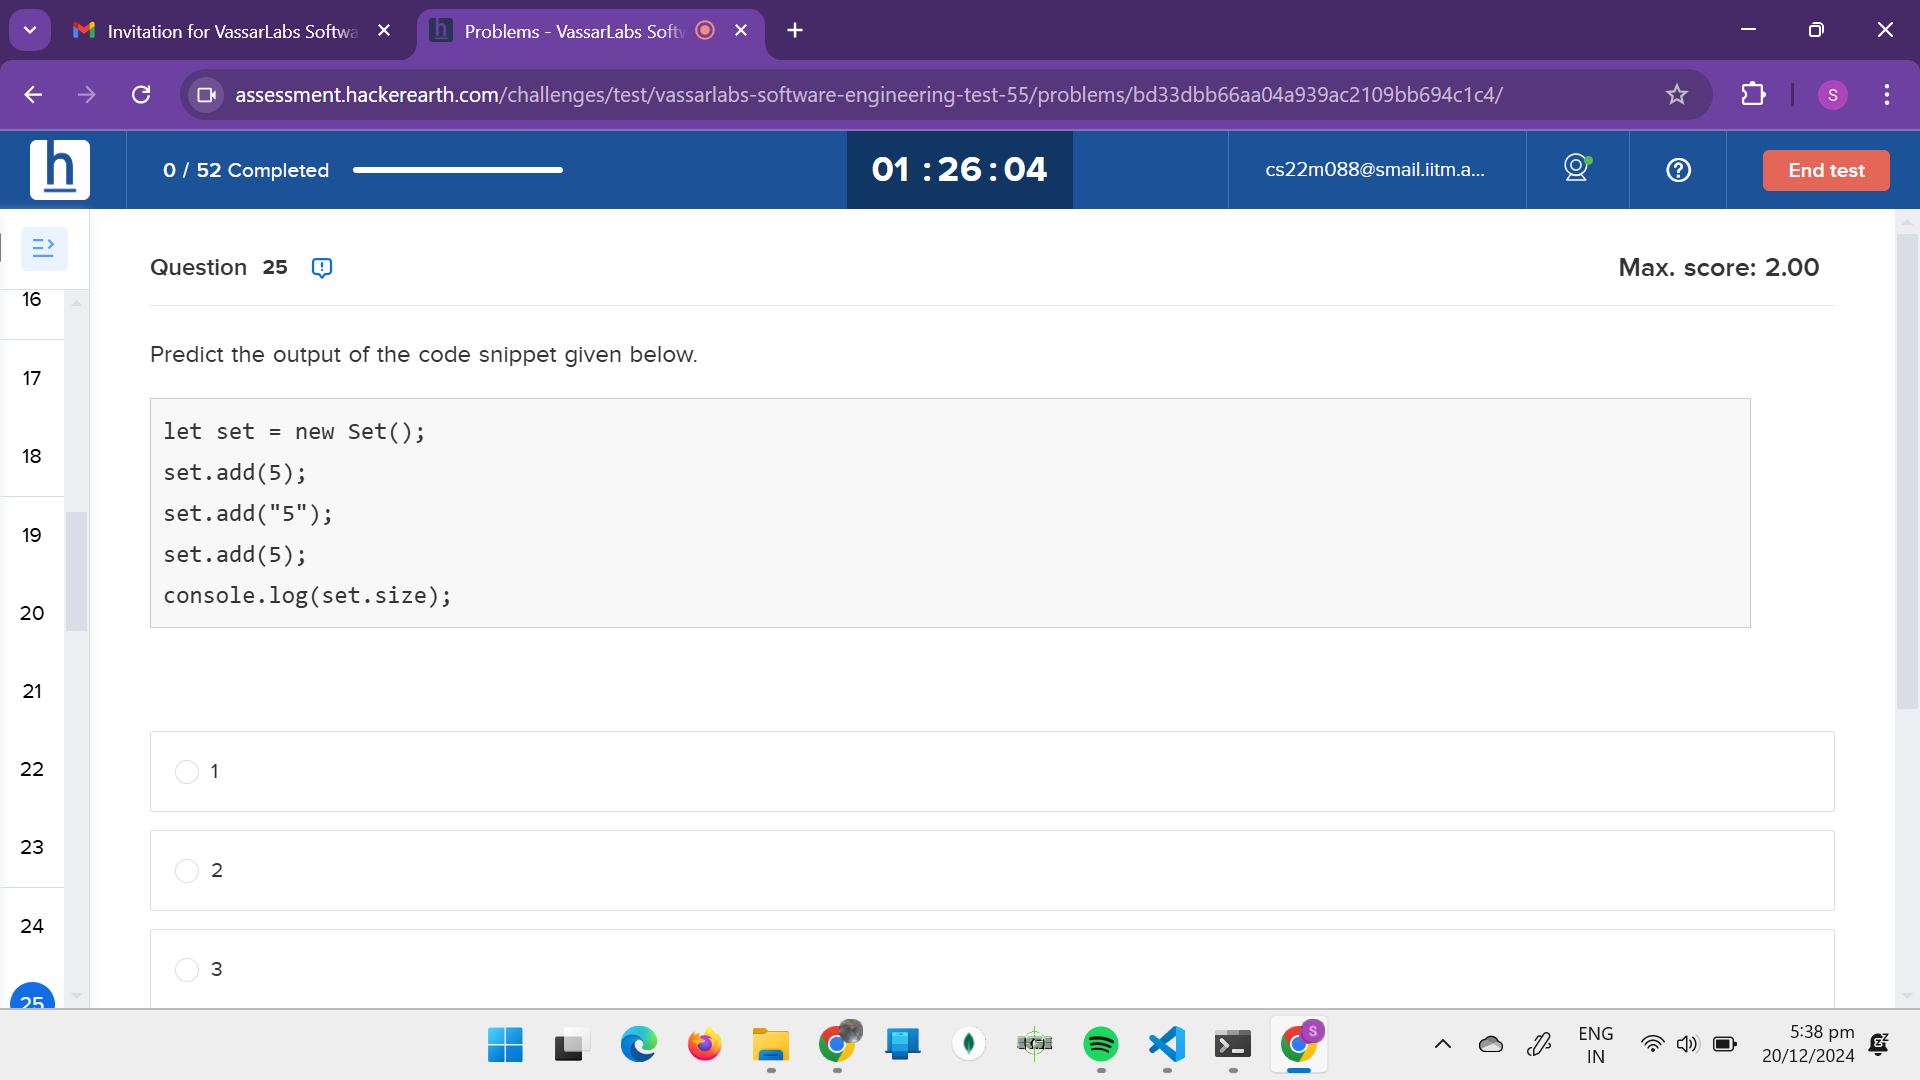 Invitation for VassarLabs Softwa
Problems - VassarLabs Softv
assessment.hackerearth.com/challenges/test/vassarlabs-software-engineering-test-55/problems/bd33dbb66aa04a939ac2109bb694c1c4/
S
h
0 / 52 Completed
01 : 26 : 04
cs22m088@smail.iitm.a...
End test
Question 25
Max. score: 2.00
16
17
18
19
20
21
22
23
24
25
Predict the output of the code snippet given below.
let set = new Set();
set.add(5);
set.add("5");
set.add(5);
console.log(set.size);
1
2
3
S
ENG
IN
5:38 pm
20/12/2024